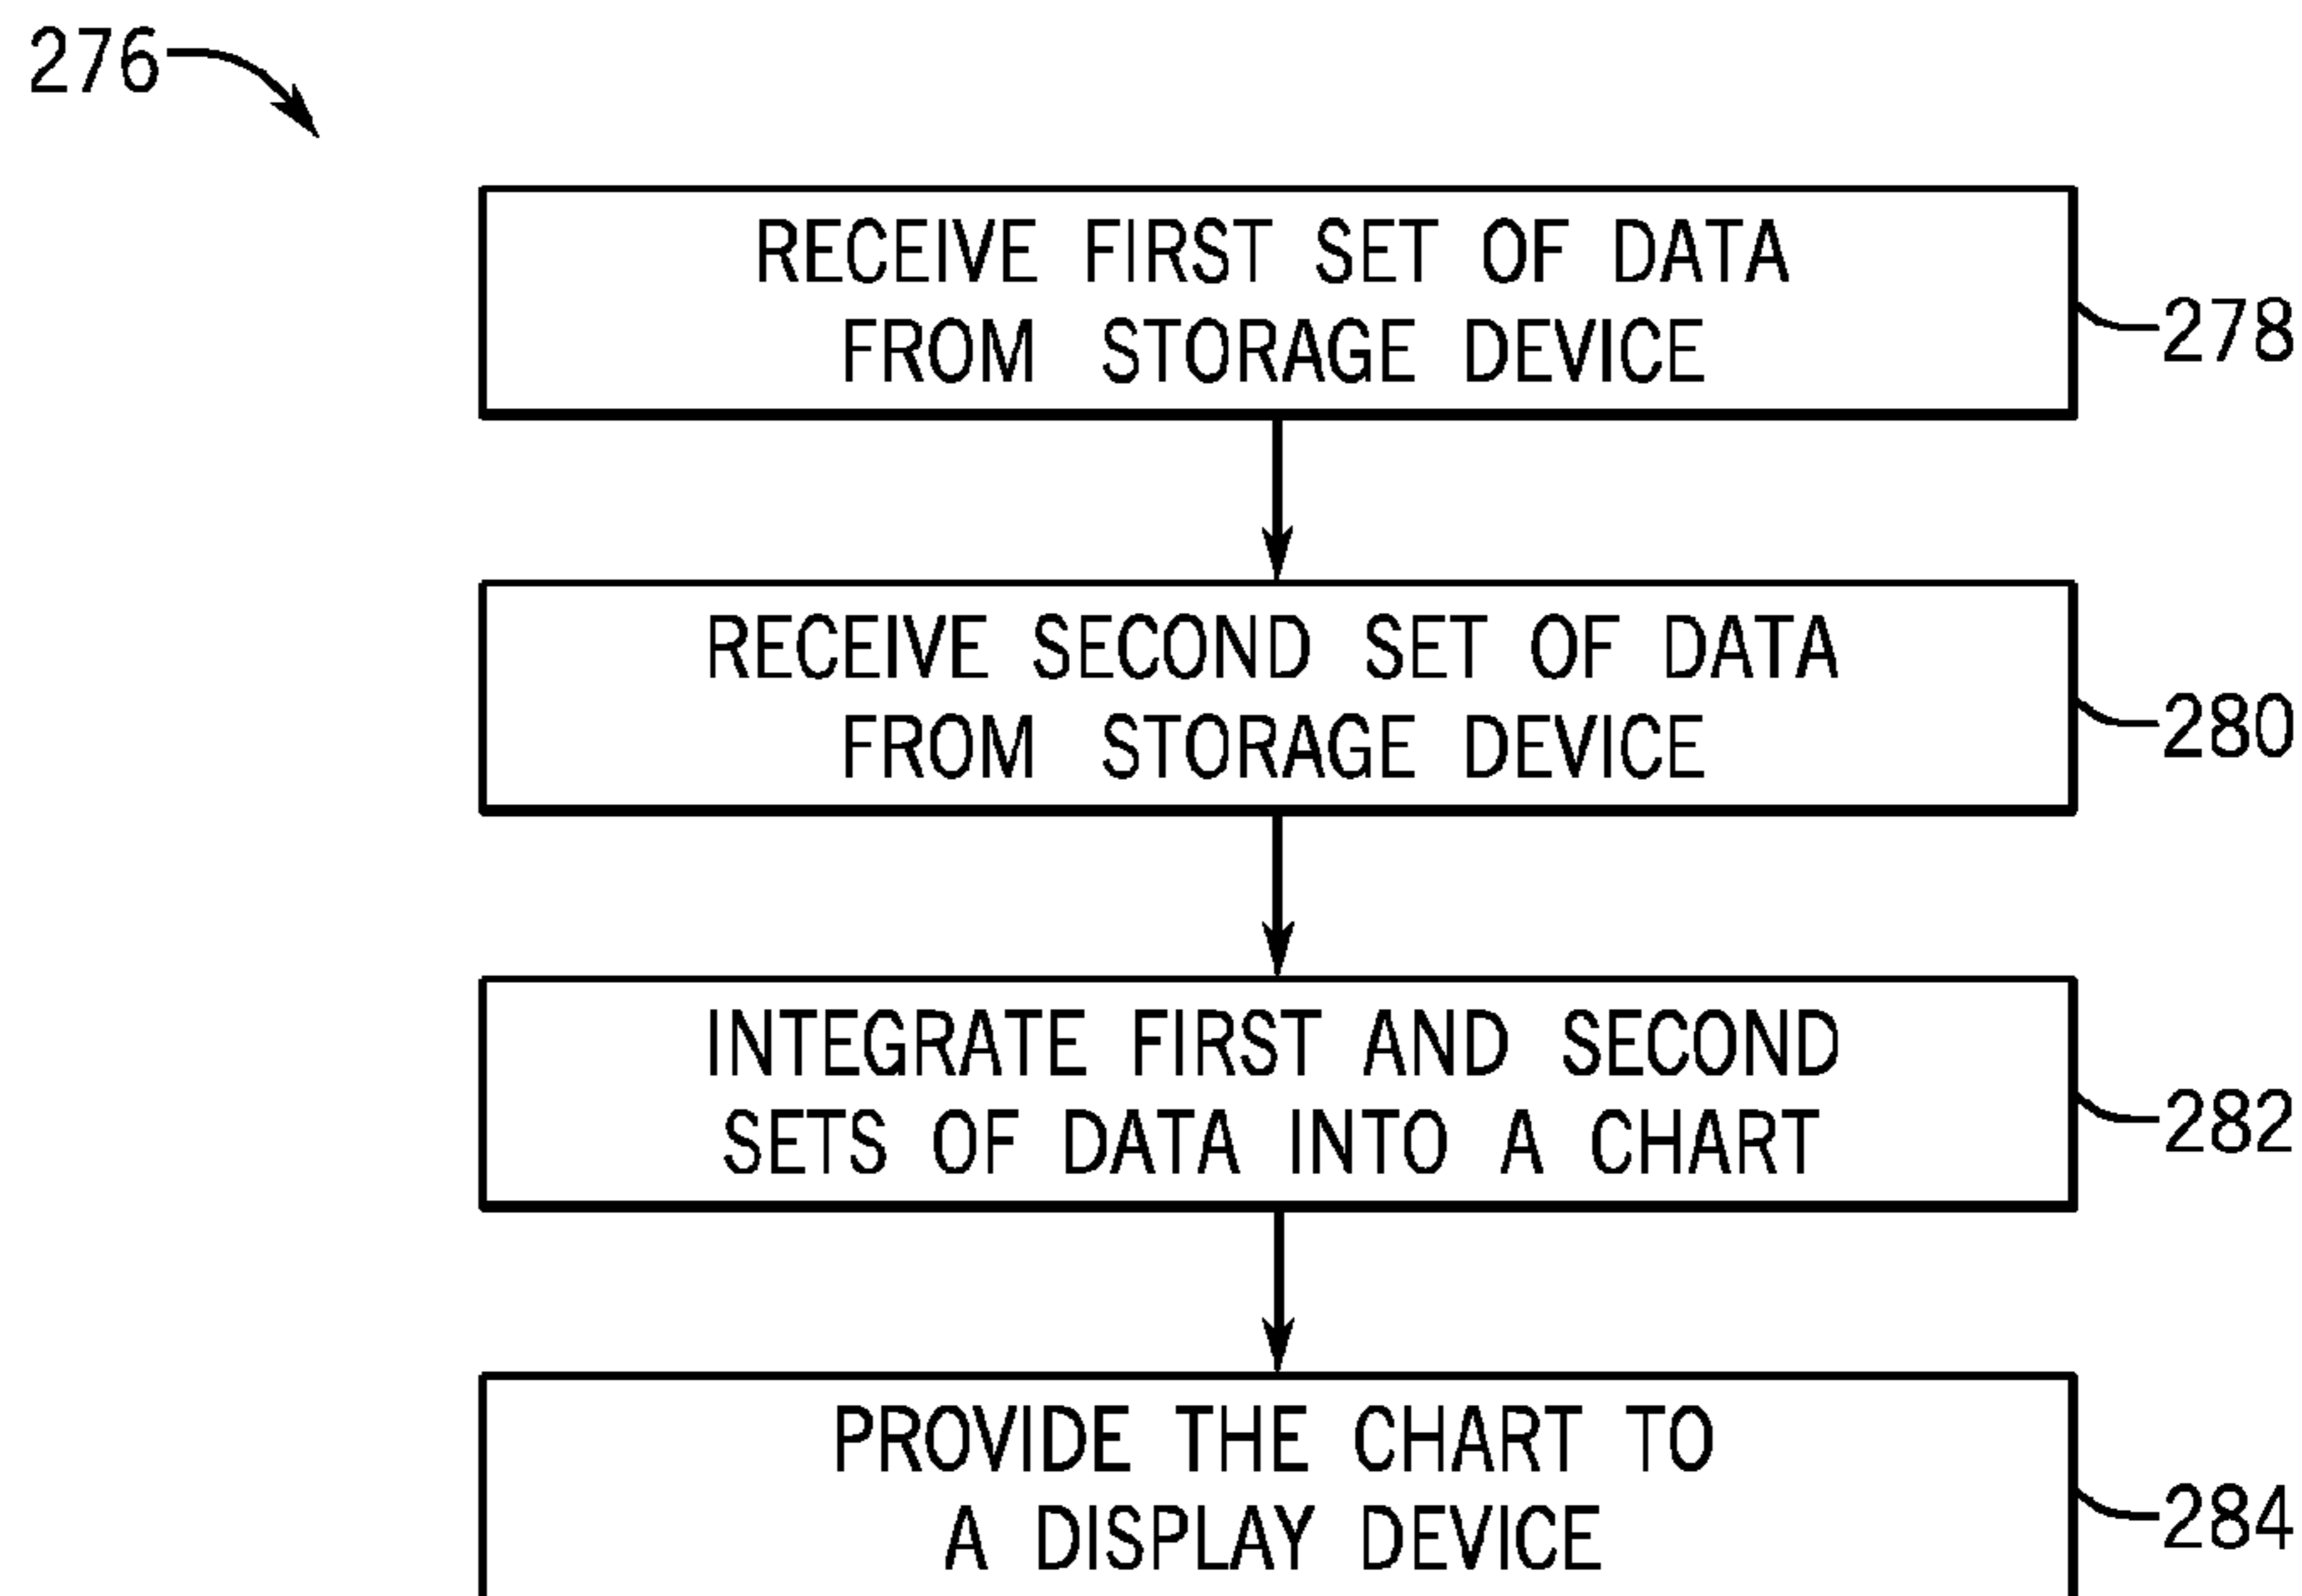 276
RECEIVE FIRST SET OF DATA
FROM STORAGE DEVICE
278
RECEIVE SECOND SET OF DATA
FROM STORAGE DEVICE
280
INTEGRATE FIRST AND SECOND
SETS OF DATA INTO A CHART
282
PROVIDE THE CHART TO
A DISPLAY DEVICE
284